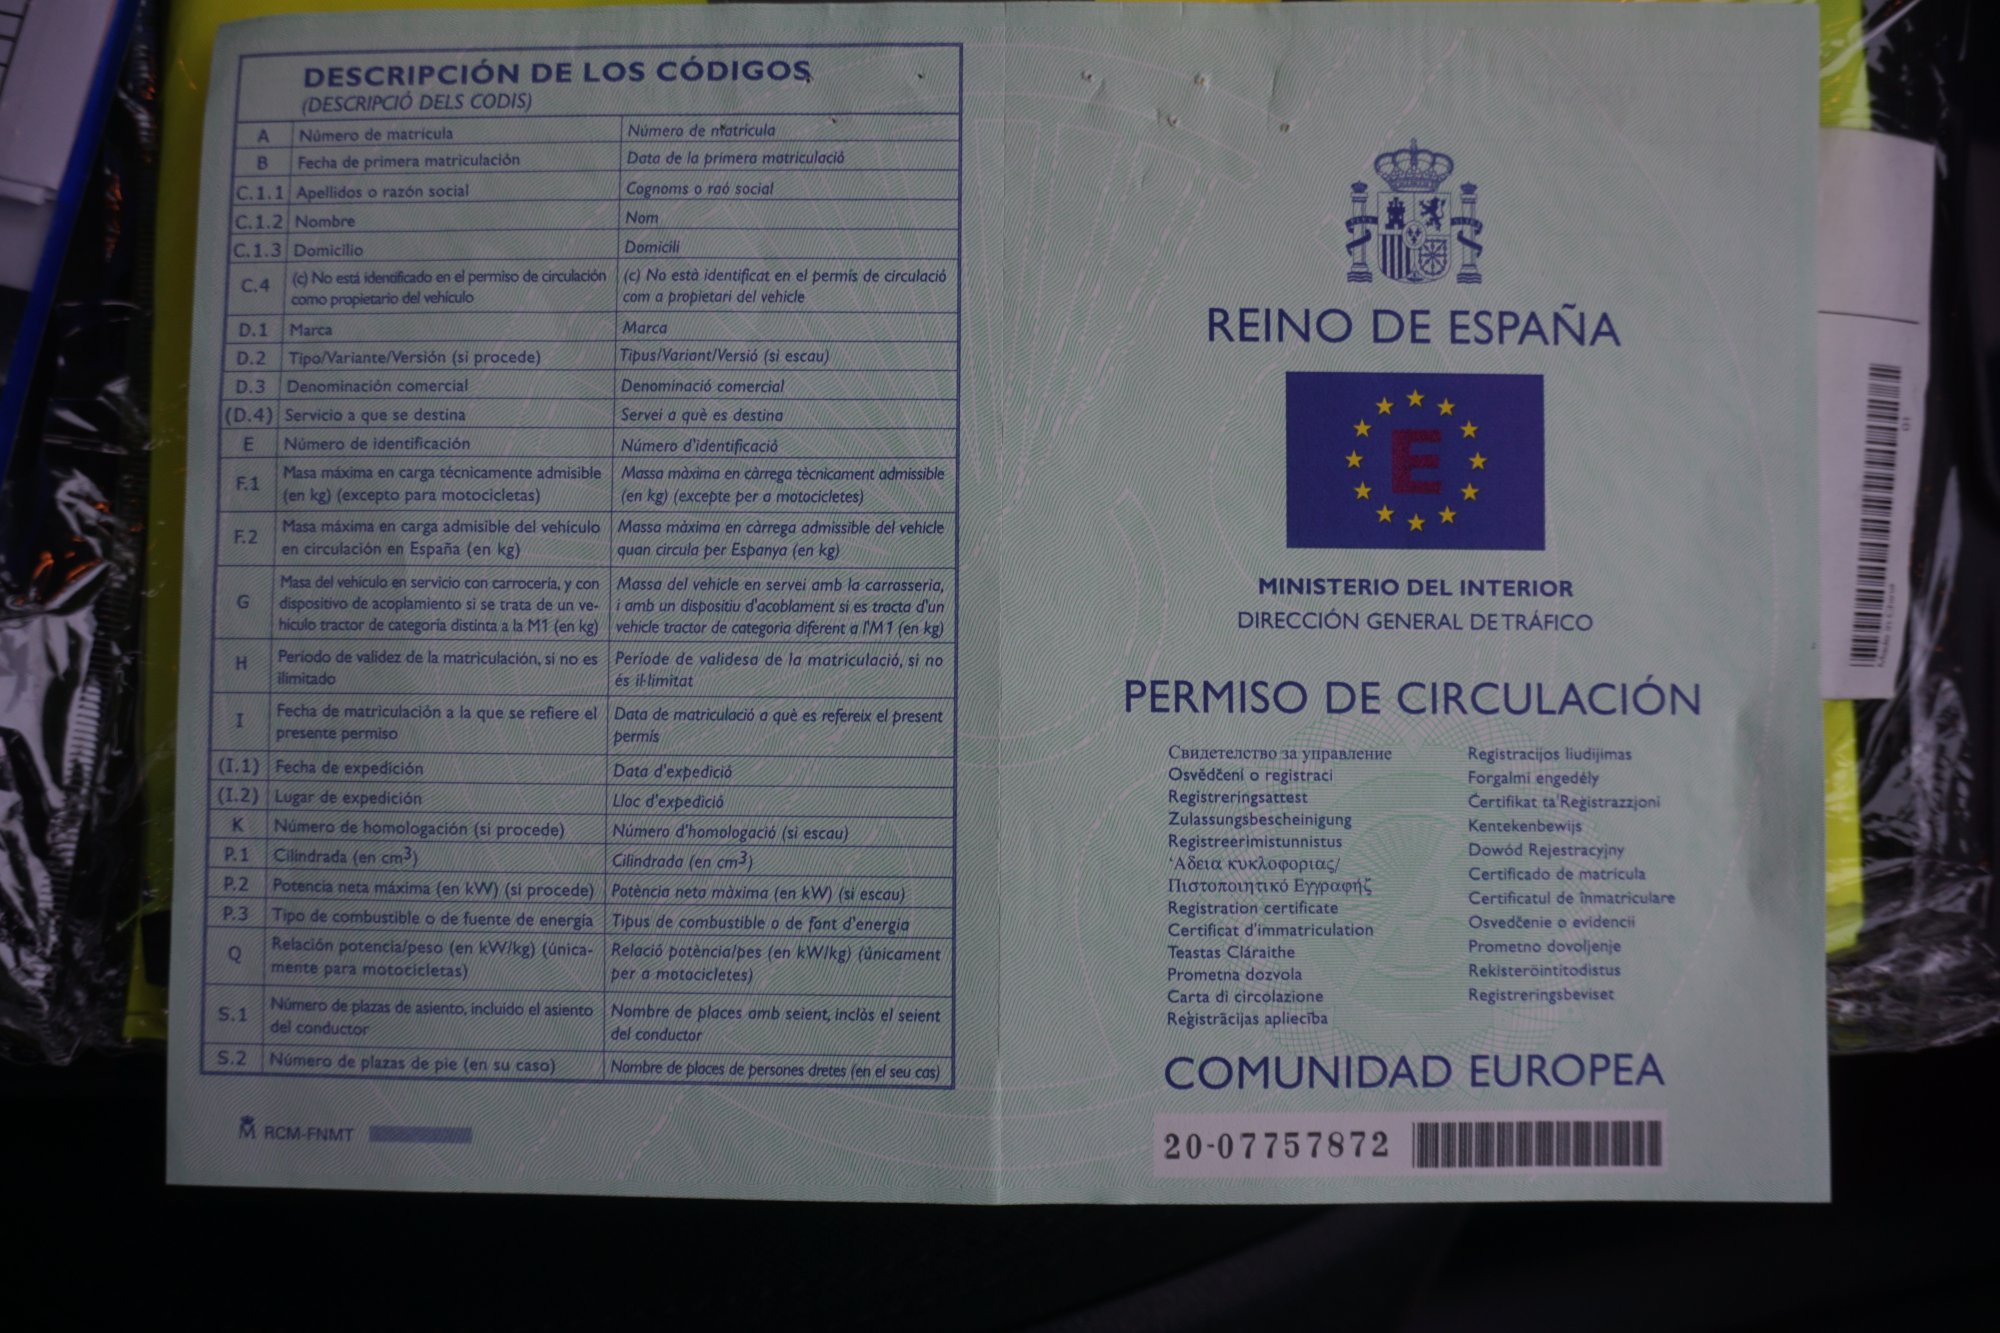 DESCRIPCIÓN DE LOS CÓDIGOS
(DESCRIPCIÓ DELS CODIS)
A Número de matrícula Número de matrícula
B Fecha de primera matriculación Data de la primera matriculació
C.1.1 Apellidos o razón social Cognoms o raó social
C.1.2 Nombre Nom
C.1.3 Domicilio Domicili
C.4 (c) No está identificado en el permiso de circulación (c) No està identificat en el permís de circulació
como propietario del vehículo com a propietari del vehicle
D.1 Marca Marca
D.2 Tipo/Variante/Versión (si procede) Tipus/Variant/Versió (si escau)
D.3 Denominación comercial Denominació comercial
(D.4) Servicio a que se destina Servei a què es destina
E Número de identificación Número d'identificació
F.1 Masa máxima en carga técnicamente admisible Massa màxima en càrrega tècnicament admissible
(en kg) (excepto para motocicletas) (en kg) (excepte per a motocicletes)
F.2 Masa máxima en carga admisible del vehículo Massa màxima en càrrega admissible del vehicle
en circulación en España (en kg) quan circula per Espanya (en kg)
G Masa del vehículo en servicio con carrocería, y con Massa del vehicle en servei amb la carrosseria,
dispositivo de acoplamiento si se trata de un ve- i amb un dispositiu d'acoblament si es tracta d'un
hículo tractor de categoría distinta a la M1 (en kg) vehicle tractor de categoria diferent a l'M1 (en kg)
H Período de validez de la matriculación, si no es Període de validesa de la matriculació, si no
ilimitado és il·limitat
I Fecha de matriculación a la que se refiere el Data de matriculació a què es refereix el present
presente permiso permís
(I.1) Fecha de expedición Data d'expedició
(I.2) Lugar de expedición Lloc d'expedició
K Número de homologación (si procede) Número d'homologació (si escau)
P.1 Cilindrada (en cm3) Cilindrada (en cm3)
P.2 Potencia neta máxima (en kW) (si procede) Potència neta màxima (en kW) (si escau)
P.3 Tipo de combustible o de fuente de energía Tipus de combustible o de font d'energia
Q Relación potencia/peso (en kW/kg) (única- Relació potència/pes (en kW/kg) (únicament
mente para motocicletas) per a motocicletes)
S.1 Número de plazas de asiento, incluido el asiento Nombre de places amb seient, inclòs el seient
del conductor del conductor
S.2 Número de plazas de pie (en su caso) Nombre de places de persones dretes (en el seu cas)
RCM-FNMT
REINO DE ESPAÑA
E
MINISTERIO DEL INTERIOR
DIRECCIÓN GENERAL DE TRÁFICO
PERMISO DE CIRCULACIÓN
Свидетелство за управление
Osvědčení o registraci
Registreringsattest
Zulassungsbescheinigung
Registreerimistunnistus
'Αδεια κυκλοφορίας/
Πιστοποιητικό Εγγραφήζ
Registration certificate
Certificat d'immatriculation
Teastas Cláraithe
Prometna dozvola
Carta di circolazione
Reģistrācijas apliecība
Registracijos liudijimas
Forgalmi engedély
Ċertifikat ta'Reġistrazzjoni
Kentekenbewijs
Dowód Rejestracyjny
Certificado de matrícula
Certificatul de înmatriculare
Osvedčenie o evidencii
Prometno dovoljenje
Rekisteröintitodistus
Registreringsbeviset
COMUNIDAD EUROPEA
20-07757872